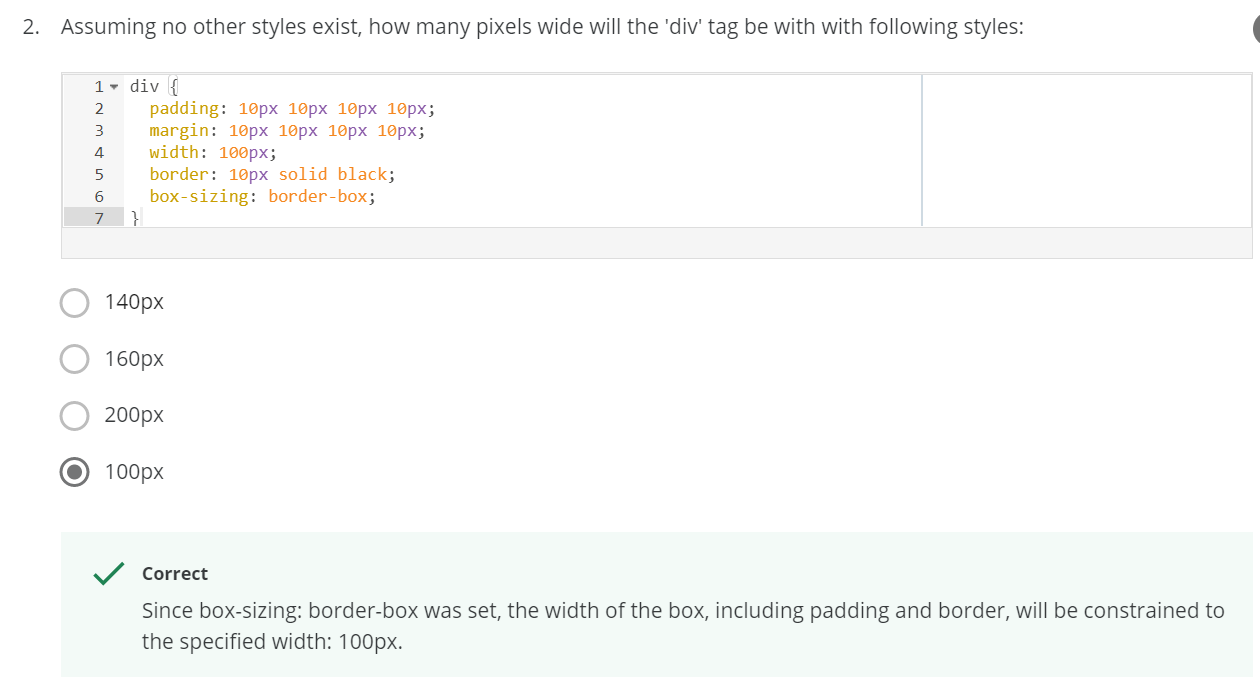 2. Assuming no other styles exist, how many pixels wide will the 'div' tag be with with following styles:
1 div {
2 padding: 10px 10px 10px 10px;
3 margin: 10px 10px 10px 10px;
4 width: 100px;
5 border: 10px solid black;
6 box-sizing: border-box;
7 }
140px
160px
200px
100px
Correct
Since box-sizing: border-box was set, the width of the box, including padding and border, will be constrained to
the specified width: 100px.